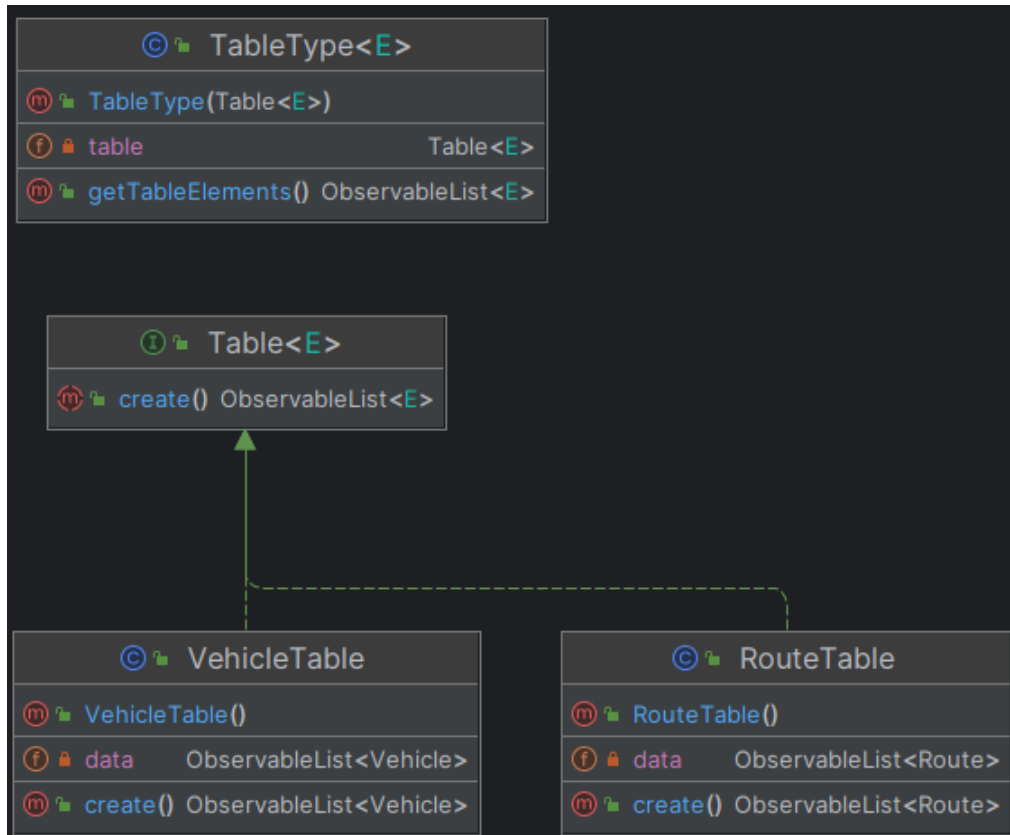 TableType<E>
TableType(Table<E>)
table Table<E>
getTableElements() ObservableList<E>
Table<E>
create() ObservableList<E>
VehicleTable
VehicleTable()
data ObservableList<Vehicle>
create() ObservableList<Vehicle>
RouteTable
RouteTable()
data ObservableList<Route>
create() ObservableList<Route>